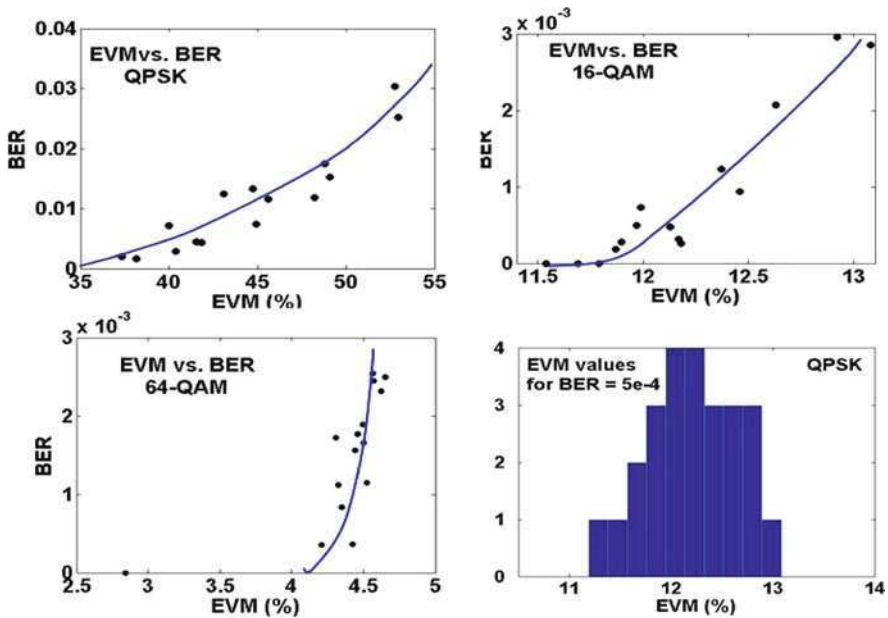 0.04
EVMvs. BER
QPSK
0.03
0.02
0.01
0
BER
35 40 45 50 55
EVM (%)
x 10⁻³
3
EVMvs. BER
16-QAM
2
1
0
BER
11.5 12 12.5 13
EVM (%)
x 10⁻³
3
EVM vs. BER
64-QAM
2
1
0
BER
2.5 3 3.5 4 4.5 5
EVM (%)
4
EVM values
for BER = 5e-4
QPSK
3
2
1
0
11 12 13 14
EVM (%)